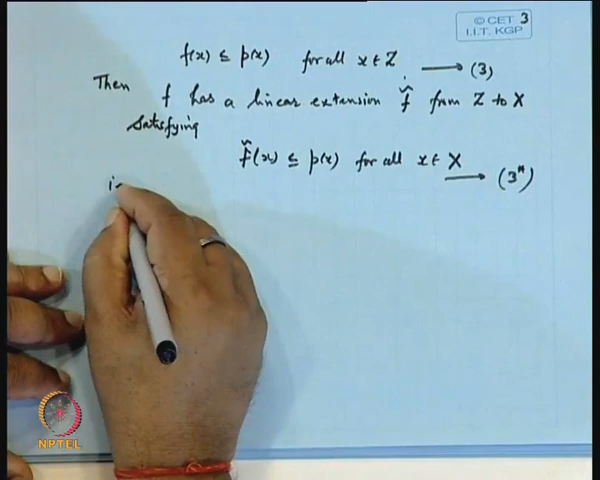 © CET 3
I.I.T. KGP
f(x) ≤ p(x) for all x ∈ Z ⟶ (3)
Then f has a linear extension f̃ from Z to X
satisfying
f̃(x) ≤ p(x) for all x ∈ X ⟶ (3*)
NPTEL